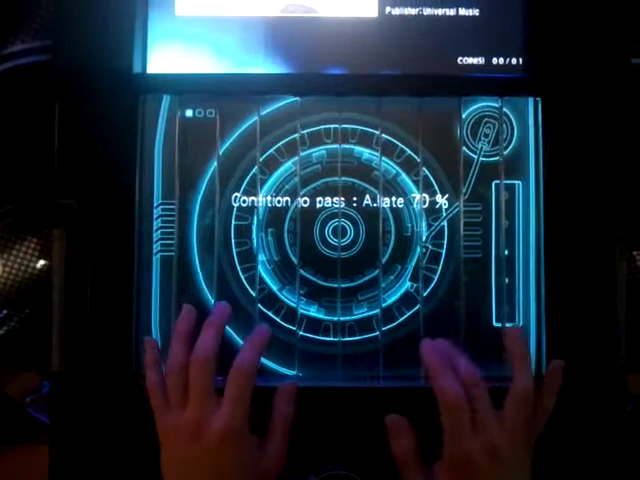 Publisher: Universal Music
COIN(S) 00/01
Condition to pass : A.Rate 70 %